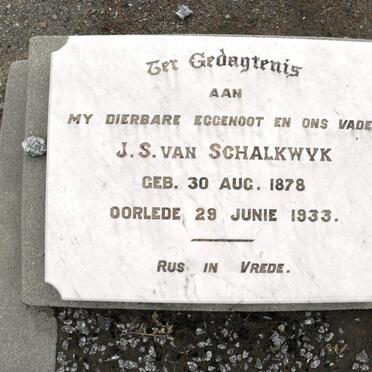 Ter Gedagtenis
AAN
MY DIERBARE EGGENOOT EN ONS VADE
J. S. VAN SCHALKWYK
GEB. 30 AUG. 1878
OORLEDE 29 JUNIE 1933.
RUS IN VREDE.